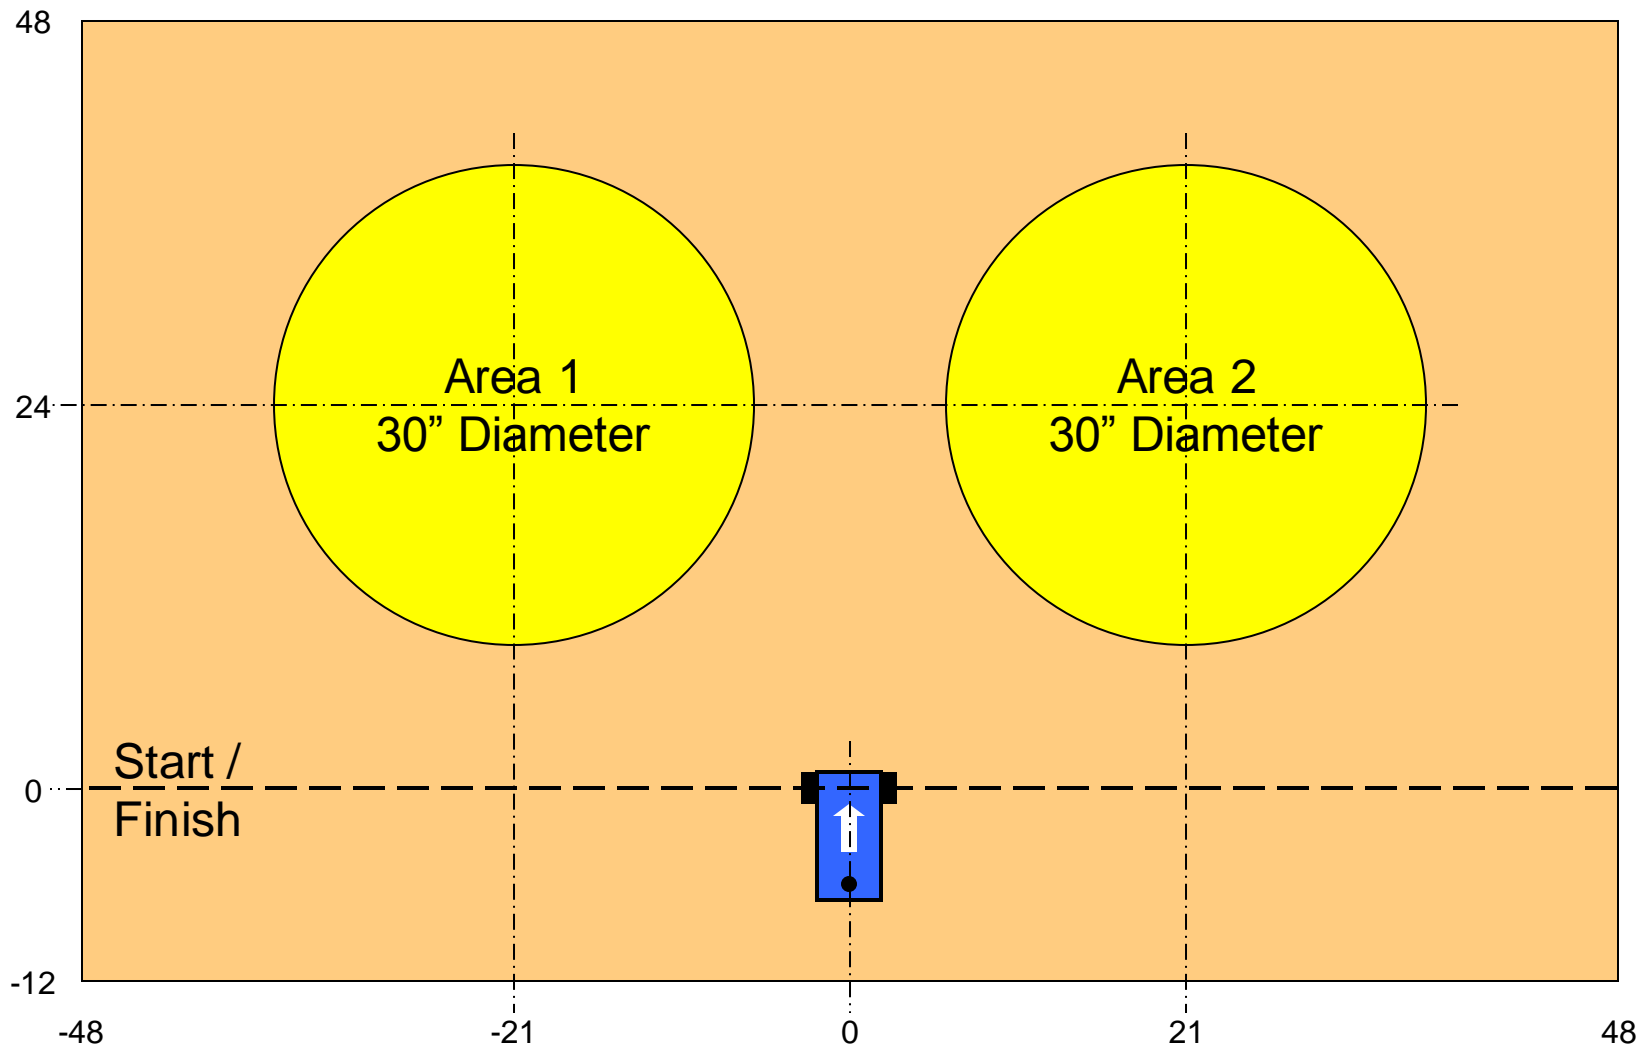 48
Area 1
30” Diameter
Area 2
30” Diameter
24
Start /
Finish
0
-12
-48
-21
0
21
48